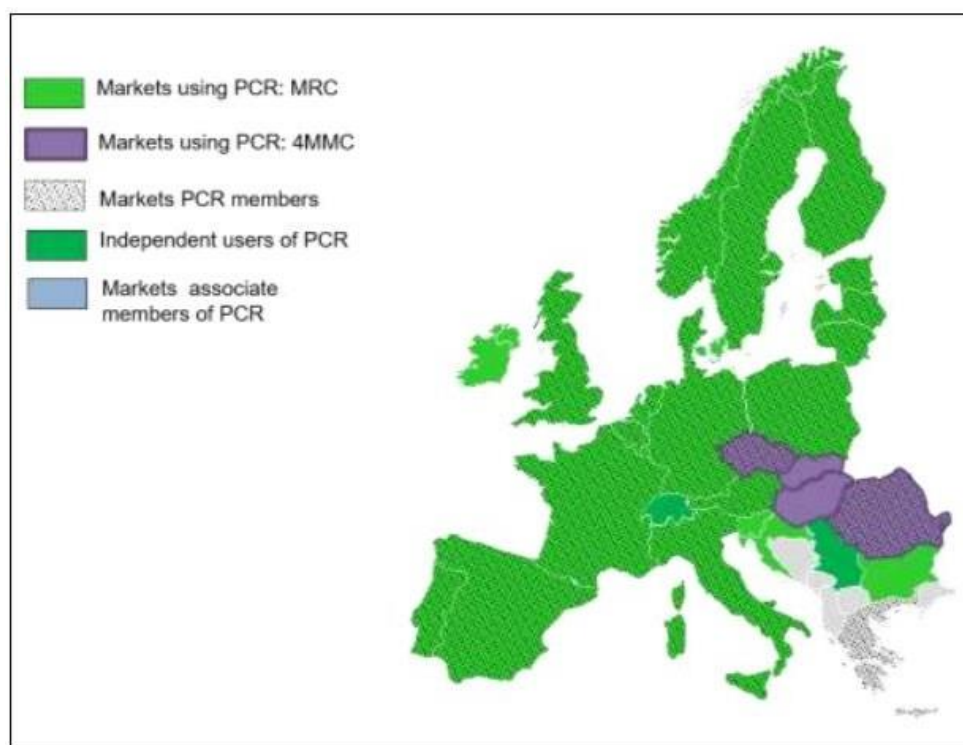 Markets using PCR: MRC
Markets using PCR: 4MMC
Markets PCR members
Independent users of PCR
Markets associate
members of PCR